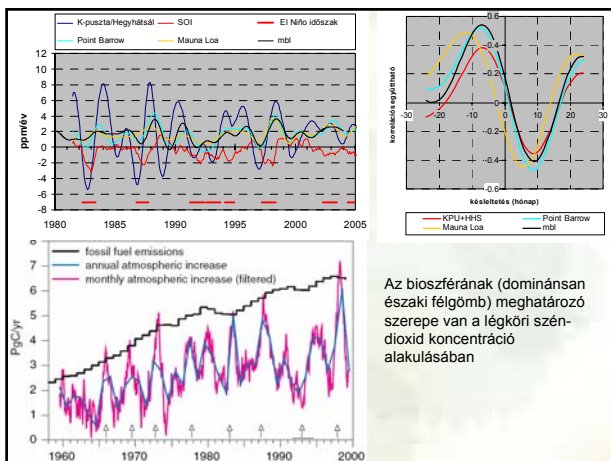 K-puszta/Hegyhátsál SOI El Niño időszak
Point Barrow Mauna Loa mbl
ppm/év
12
10
8
6
4
2
0
-2
-4
-6
-8
1980 1985 1990 1995 2000 2005
korrelációs együttható
0.6
0.4
0.2
0
-0.2
-0.4
-0.6
-30 -20 -10 0 10 20 30
késleltetés (hónap)
KPU+HHS Point Barrow
Mauna Loa mbl
fossil fuel emissions
annual atmospheric increase
monthly atmospheric increase (filtered)
PgC/yr
8
7
6
5
4
3
2
1
0
1960 1970 1980 1990 2000
Az bioszférának (dominánsan
északi félgömb) meghatározó
szerepe van a légköri szén-
dioxid koncentráció
alakulásában